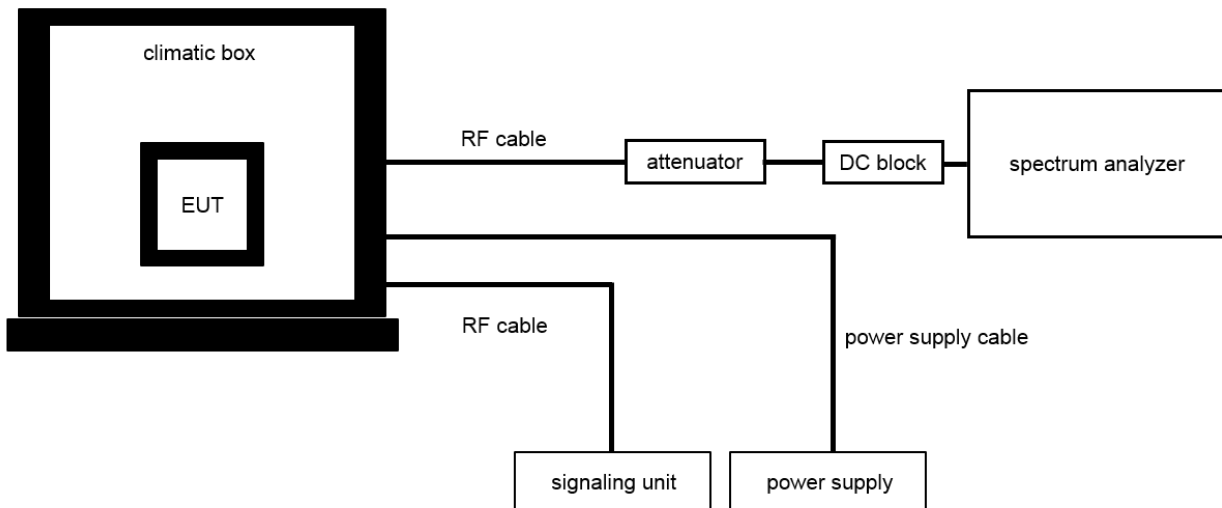 climatic box
EUT
RF cable
attenuator
DC block
spectrum analyzer
RF cable
power supply cable
signaling unit
power supply